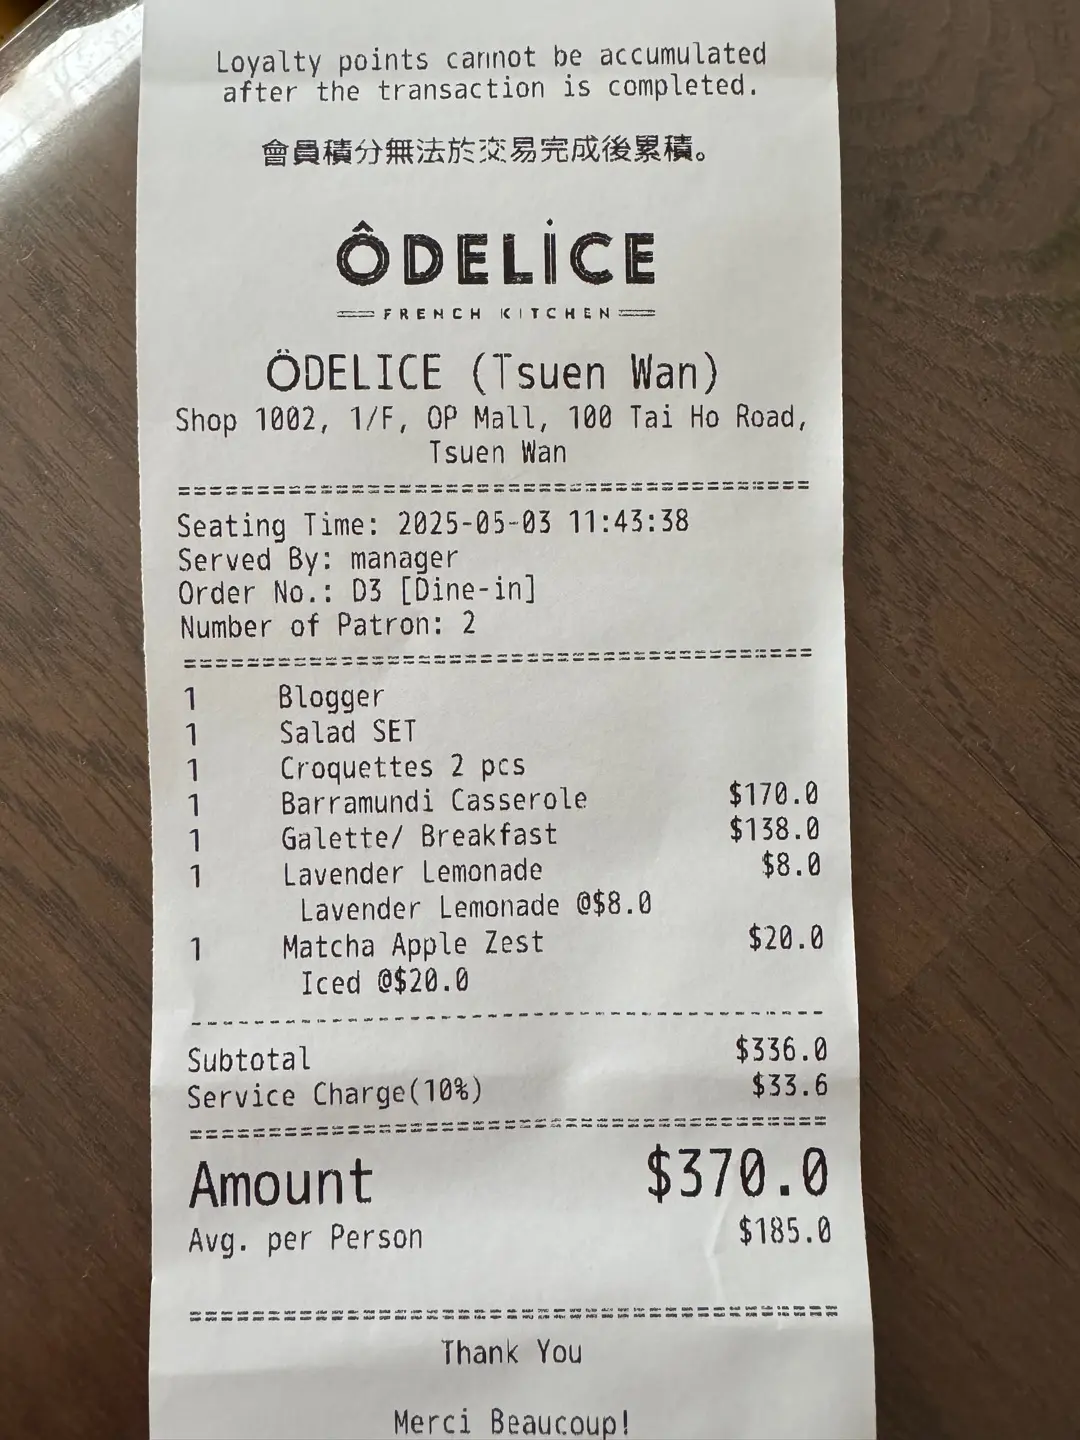 Loyalty points cannot be accumulated
after the transaction is completed.
會員積分無法於交易完成後累積。
ÔDELİCE
FRENCH KITCHEN
ÖDELICE (Tsuen Wan)
Shop 1002, 1/F, OP Mall, 100 Tai Ho Road,
Tsuen Wan
Seating Time: 2025-05-03 11:43:38
Served By: manager
Order No.: D3 [Dine-in]
Number of Patron: 2
1 Blogger
1 Salad SET
1 Croquettes 2 pcs
1 Barramundi Casserole $170.0
1 Galette/ Breakfast $138.0
1 Lavender Lemonade $8.0
Lavender Lemonade @$8.0
1 Matcha Apple Zest $20.0
Iced @$20.0
Subtotal $336.0
Service Charge(10%) $33.6
Amount $370.0
Avg. per Person $185.0
Thank You
Merci Beaucoup!